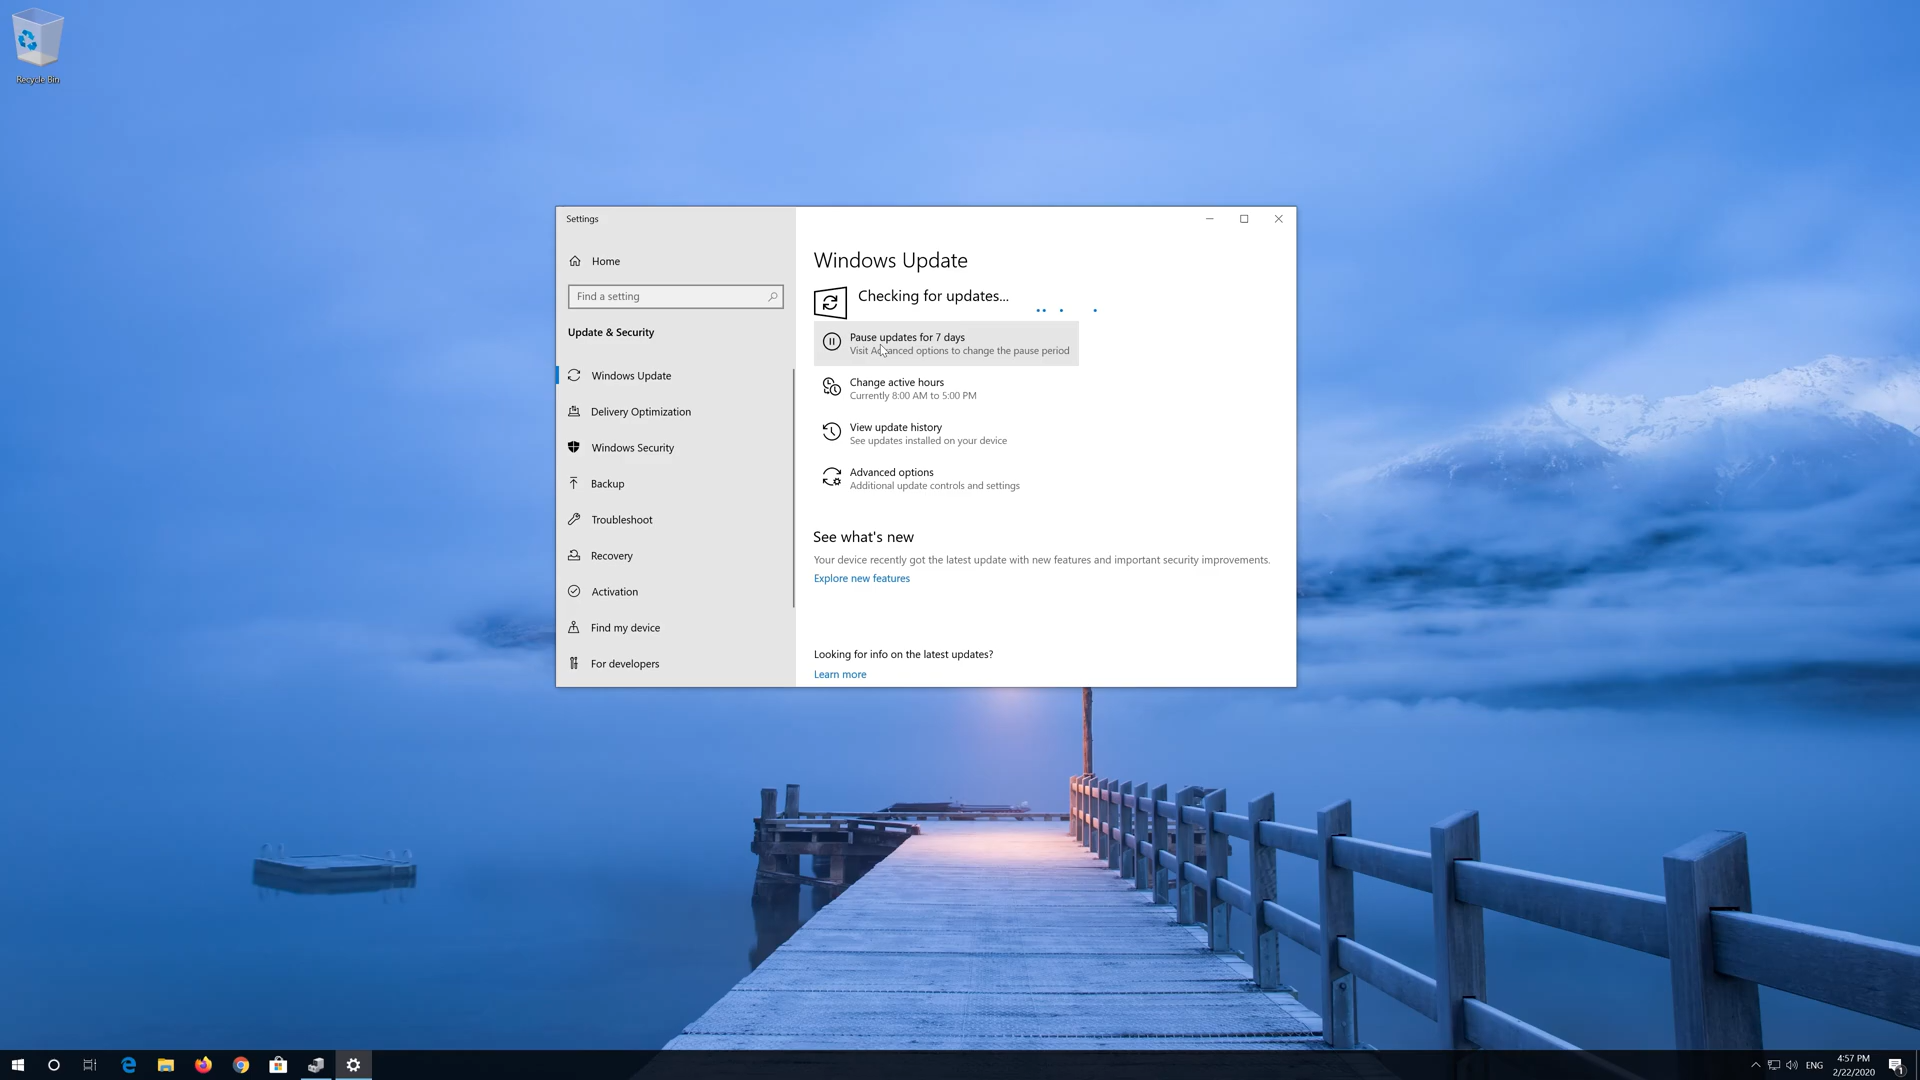 Recycle Bin
Settings
Home
Find a setting
Update & Security
Windows Update
Delivery Optimization
Windows Security
Backup
Troubleshoot
Recovery
Activation
Find my device
For developers
Windows Update
Checking for updates...
Pause updates for 7 days
Visit Advanced options to change the pause period
Change active hours
Currently 8:00 AM to 5:00 PM
View update history
See updates installed on your device
Advanced options
Additional update controls and settings
See what's new
Your device recently got the latest update with new features and important security improvements.
Explore new features
Looking for info on the latest updates?
Learn more
ENG
4:57 PM
2/22/2020
1